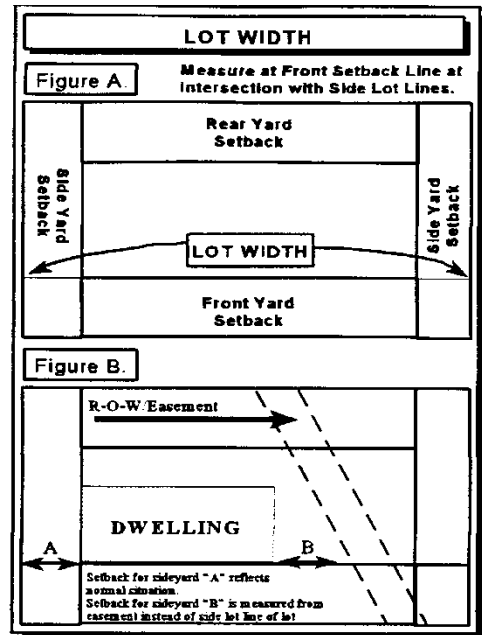 LOT WIDTH
Figure A.
Measure at Front Setback Line at
Intersection with Side Lot Lines.
Rear Yard
Setback
Side Yard
Setback
Side Yard
Setback
LOT WIDTH
Front Yard
Setback
Figure B.
R-O-W/Easement
DWELLING
A
B
Setback for sideyard "A" reflects
normal situation.
Setback for sideyard "B" is measured from
easement instead of side lot line of lot